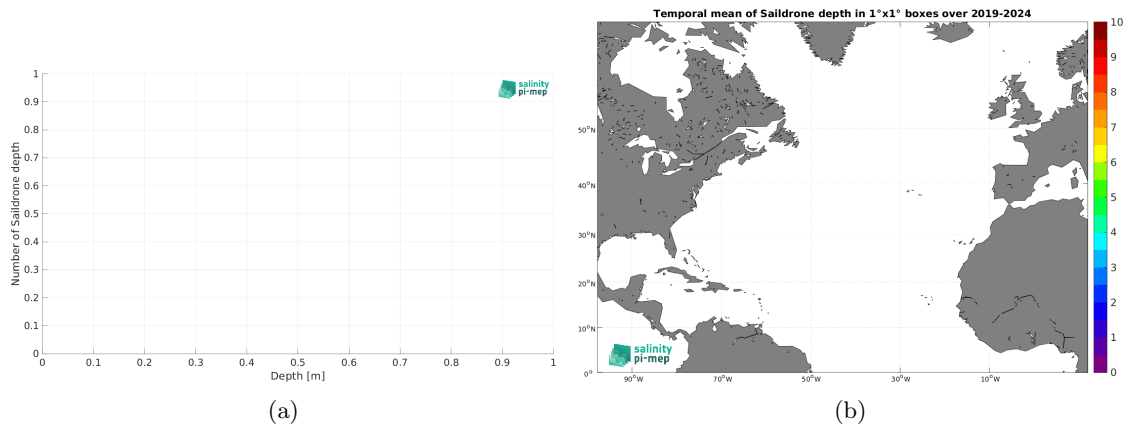 Temporal mean of Saildrone depth in 1°x1° boxes over 2019-2024
1
0.9
0.8
0.7
0.6
0.5
0.4
0.3
0.2
0.1
0
Number of Saildrone depth
0 0.1 0.2 0.3 0.4 0.5 0.6 0.7 0.8 0.9 1
Depth [m]
salinity
pi-mep
50°N
40°N
30°N
20°N
10°N
0°
90°W 70°W 50°W 30°W 10°W
salinity
pi-mep
10
9
8
7
6
5
4
3
2
1
0
(a) (b)